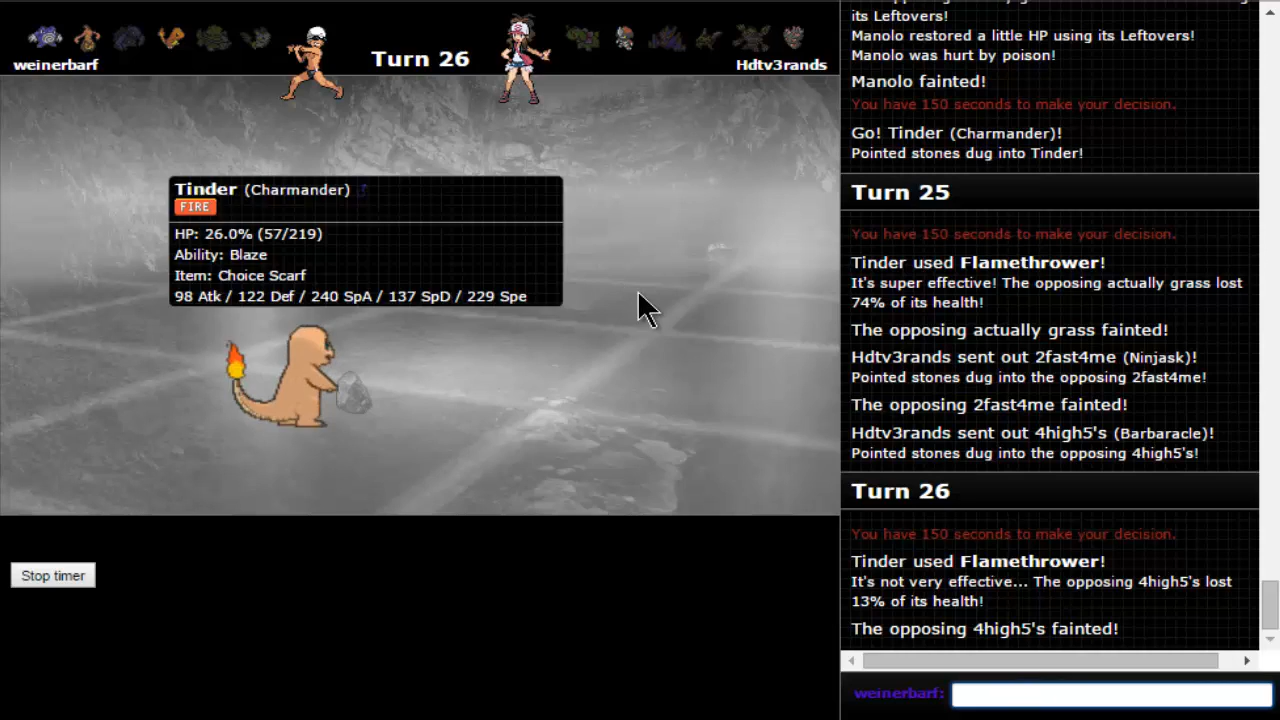 weinerbarf
Turn 26
Hdtv3rands
Tinder (Charmander)
FIRE
HP: 26.0% (57/219)
Ability: Blaze
Item: Choice Scarf
98 Atk / 122 Def / 240 SpA / 137 SpD / 229 Spe
Stop timer
its Leftovers!
Manolo restored a little HP using its Leftovers!
Manolo was hurt by poison!
Manolo fainted!
You have 150 seconds to make your decision.
Go! Tinder (Charmander)!
Pointed stones dug into Tinder!
Turn 25
You have 150 seconds to make your decision.
Tinder used Flamethrower!
It's super effective! The opposing actually grass lost
72% of its health!
The opposing actually grass fainted!
Hdtv3rands sent out 2fast4me (Ninjask)!
Pointed stones dug into the opposing 2fast4me!
The opposing 2fast4me fainted!
Hdtv3rands sent out 4high5's (Barbaracle)!
Pointed stones dug into the opposing 4high5's!
Turn 26
You have 150 seconds to make your decision.
Tinder used Flamethrower!
It's not very effective... The opposing 4high5's lost
13% of its health!
The opposing 4high5's fainted!
weinerbarf: